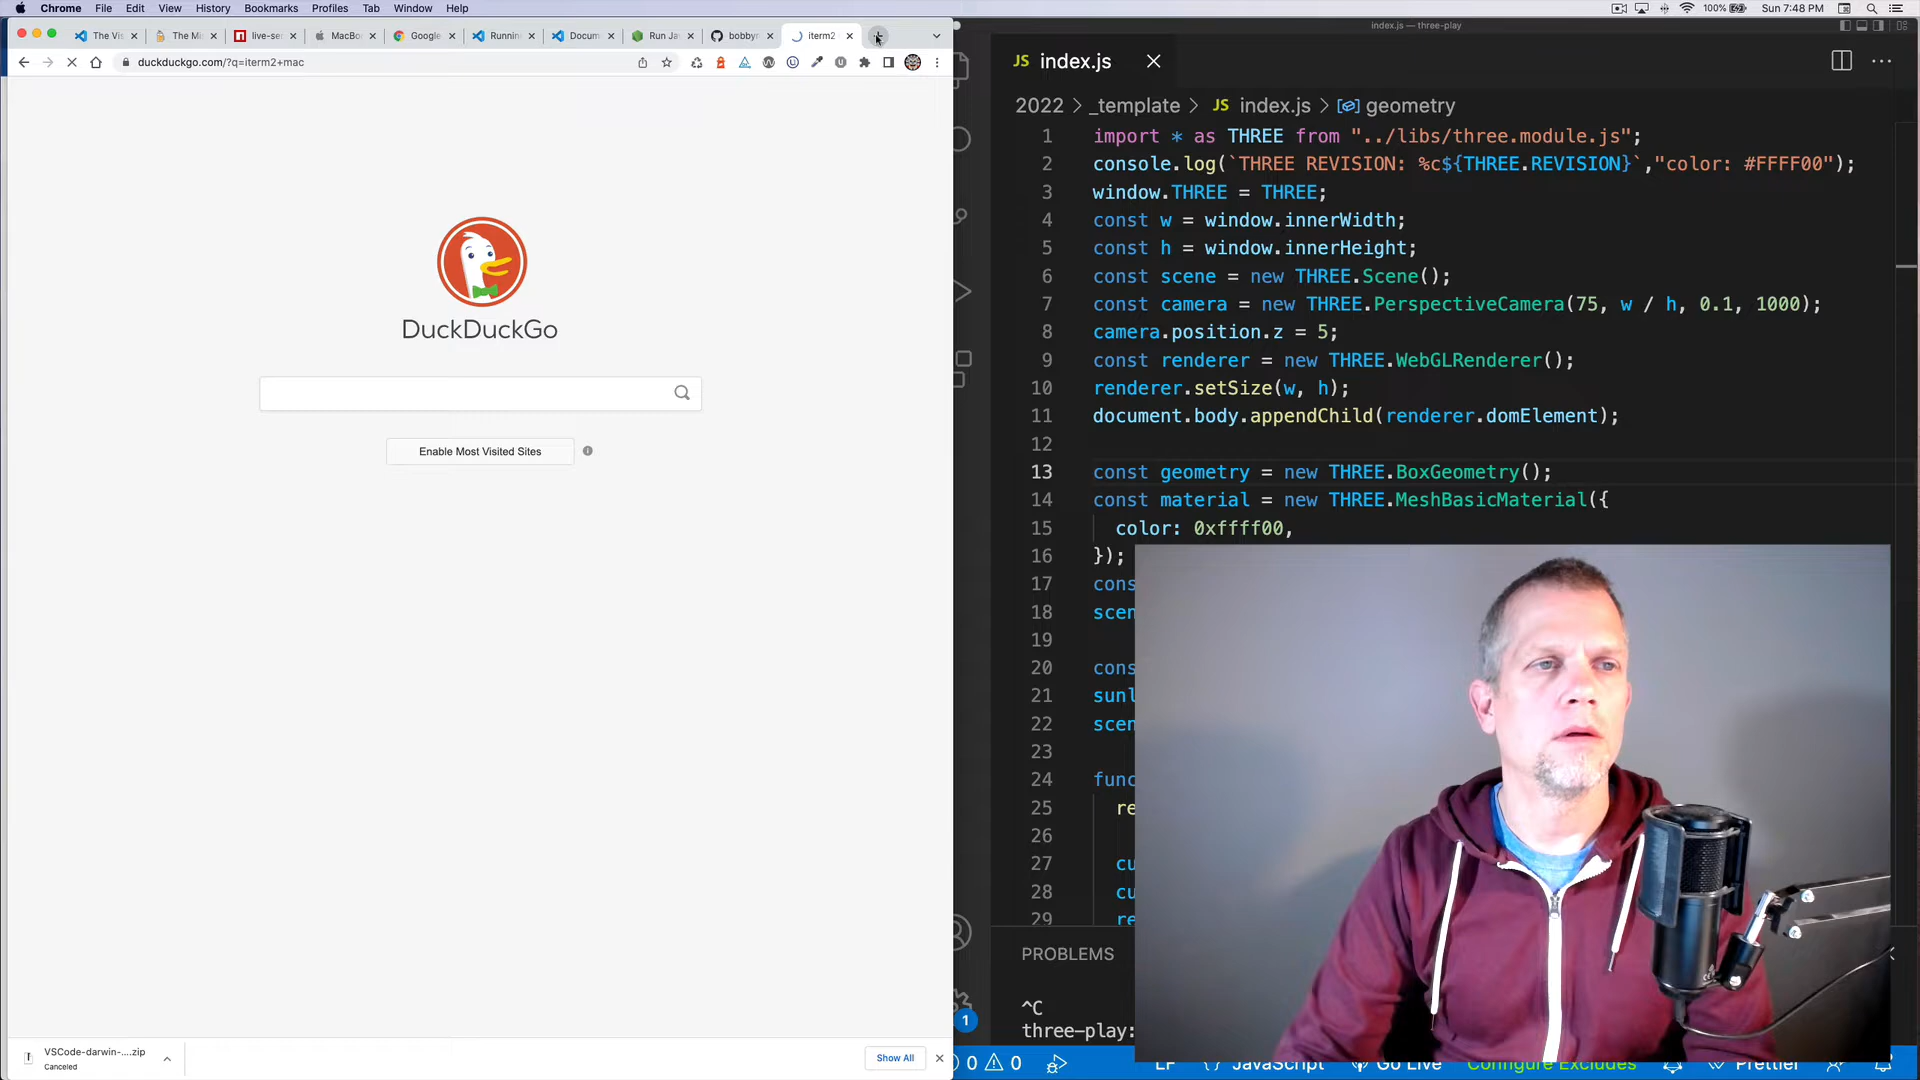 Chrome File Edit View History Bookmarks Profiles Tab Window Help
100% Sun 7:48 PM
index.js — three-play
The Vi The Mi live-se MacBo Google Runnin Docum Run Ja bobbyr iterm2
duckduckgo.com/?q=iterm2+mac
DuckDuckGo
Enable Most Visited Sites
VSCode-darwin-....zip
Canceled
Show All
JS index.js
2022 > _template > JS index.js > geometry
1 import * as THREE from "../libs/three.module.js";
2 console.log(`THREE REVISION: %c${THREE.REVISION}`,"color: #FFFF00");
3 window.THREE = THREE;
4 const w = window.innerWidth;
5 const h = window.innerHeight;
6 const scene = new THREE.Scene();
7 const camera = new THREE.PerspectiveCamera(75, w / h, 0.1, 1000);
8 camera.position.z = 5;
9 const renderer = new THREE.WebGLRenderer();
10 renderer.setSize(w, h);
11 document.body.appendChild(renderer.domElement);
12
13 const geometry = new THREE.BoxGeometry();
14 const material = new THREE.MeshBasicMaterial({
15 color: 0xffff00,
16 });
17 cons
18 scen
19
20 cons
21 sunl
22 scen
23
24 func
25 re
26
27 cu
28 cu
29 re
PROBLEMS
^C
three-play:
1
0 0 LF {} JavaScript Go Live Configure Excludes Prettier